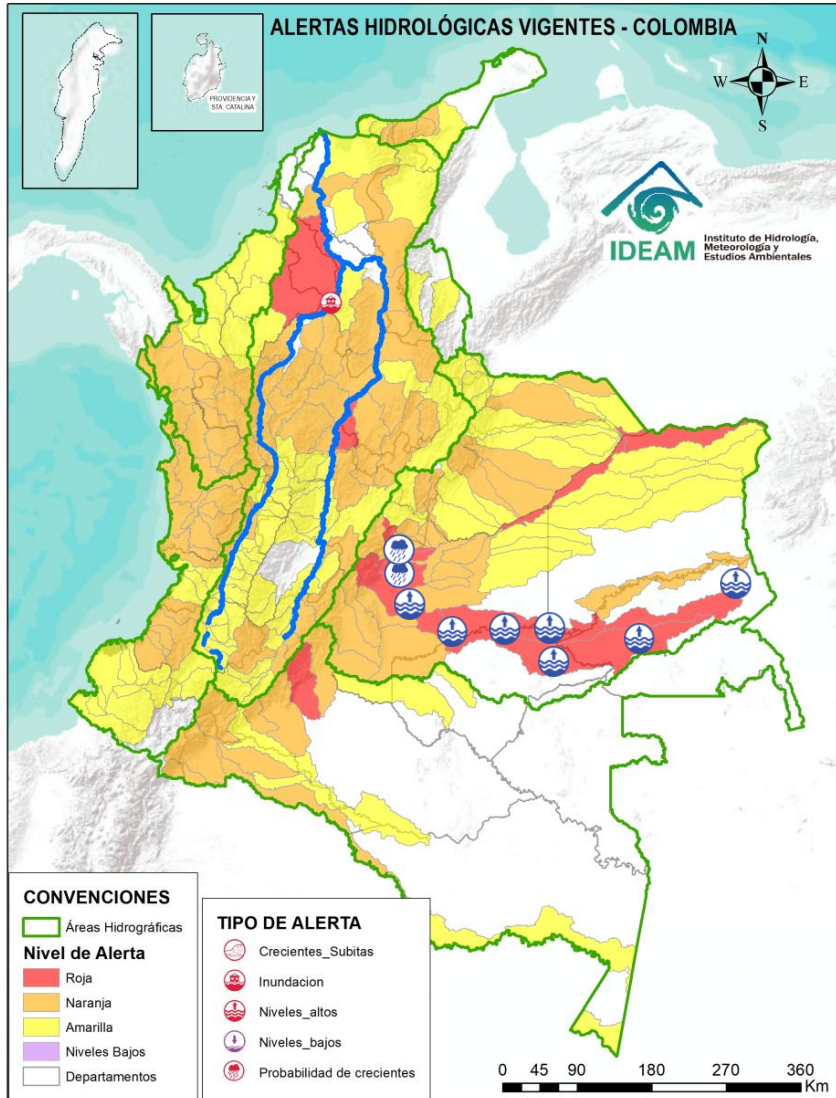 ALERTAS HIDROLÓGICAS VIGENTES - COLOMBIA
PROVIDENCIA Y
STA. CATALINA
N
W
E
S
IDEAM
Instituto de Hidrología,
Meteorología y
Estudios Ambientales
CONVENCIONES
Áreas Hidrográficas
Nivel de Alerta
Roja
Naranja
Amarilla
Niveles Bajos
Departamentos
TIPO DE ALERTA
Crecientes_Subitas
Inundacion
Niveles_altos
Niveles_bajos
Probabilidad de crecientes
0 45 90 180 270 360
Km